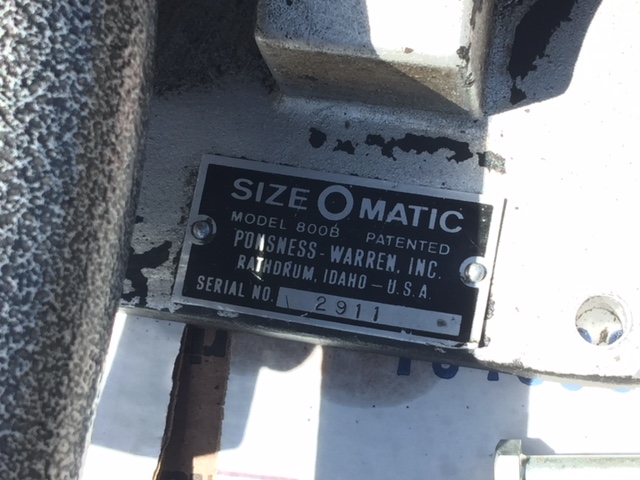 SIZE O MATIC
MODEL 800B PATENTED
PONSNESS-WARREN, INC.
RATHDRUM, IDAHO-U.S.A.
SERIAL NO. 2911